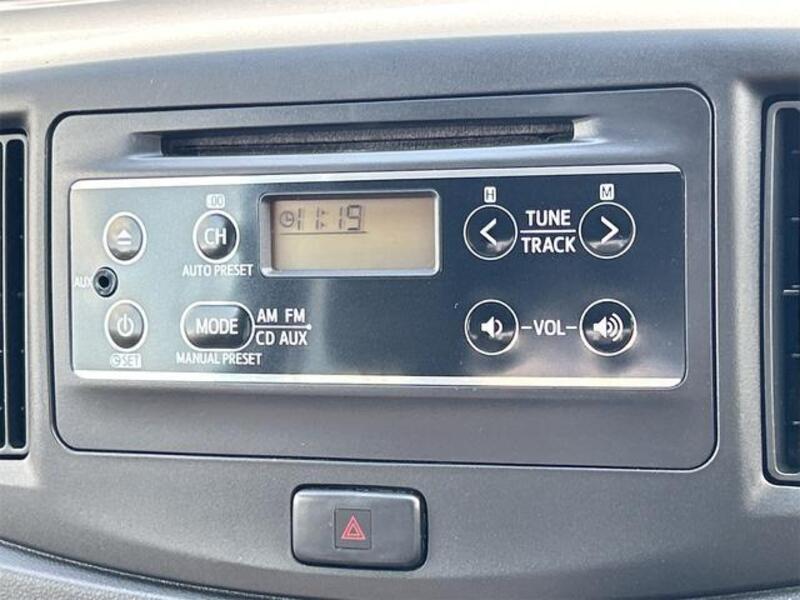 :00
H
M
CH
AUTO PRESET
11:19
TUNE
TRACK
AUX
MODE
AM FM
CD AUX
VOL
SET
MANUAL PRESET